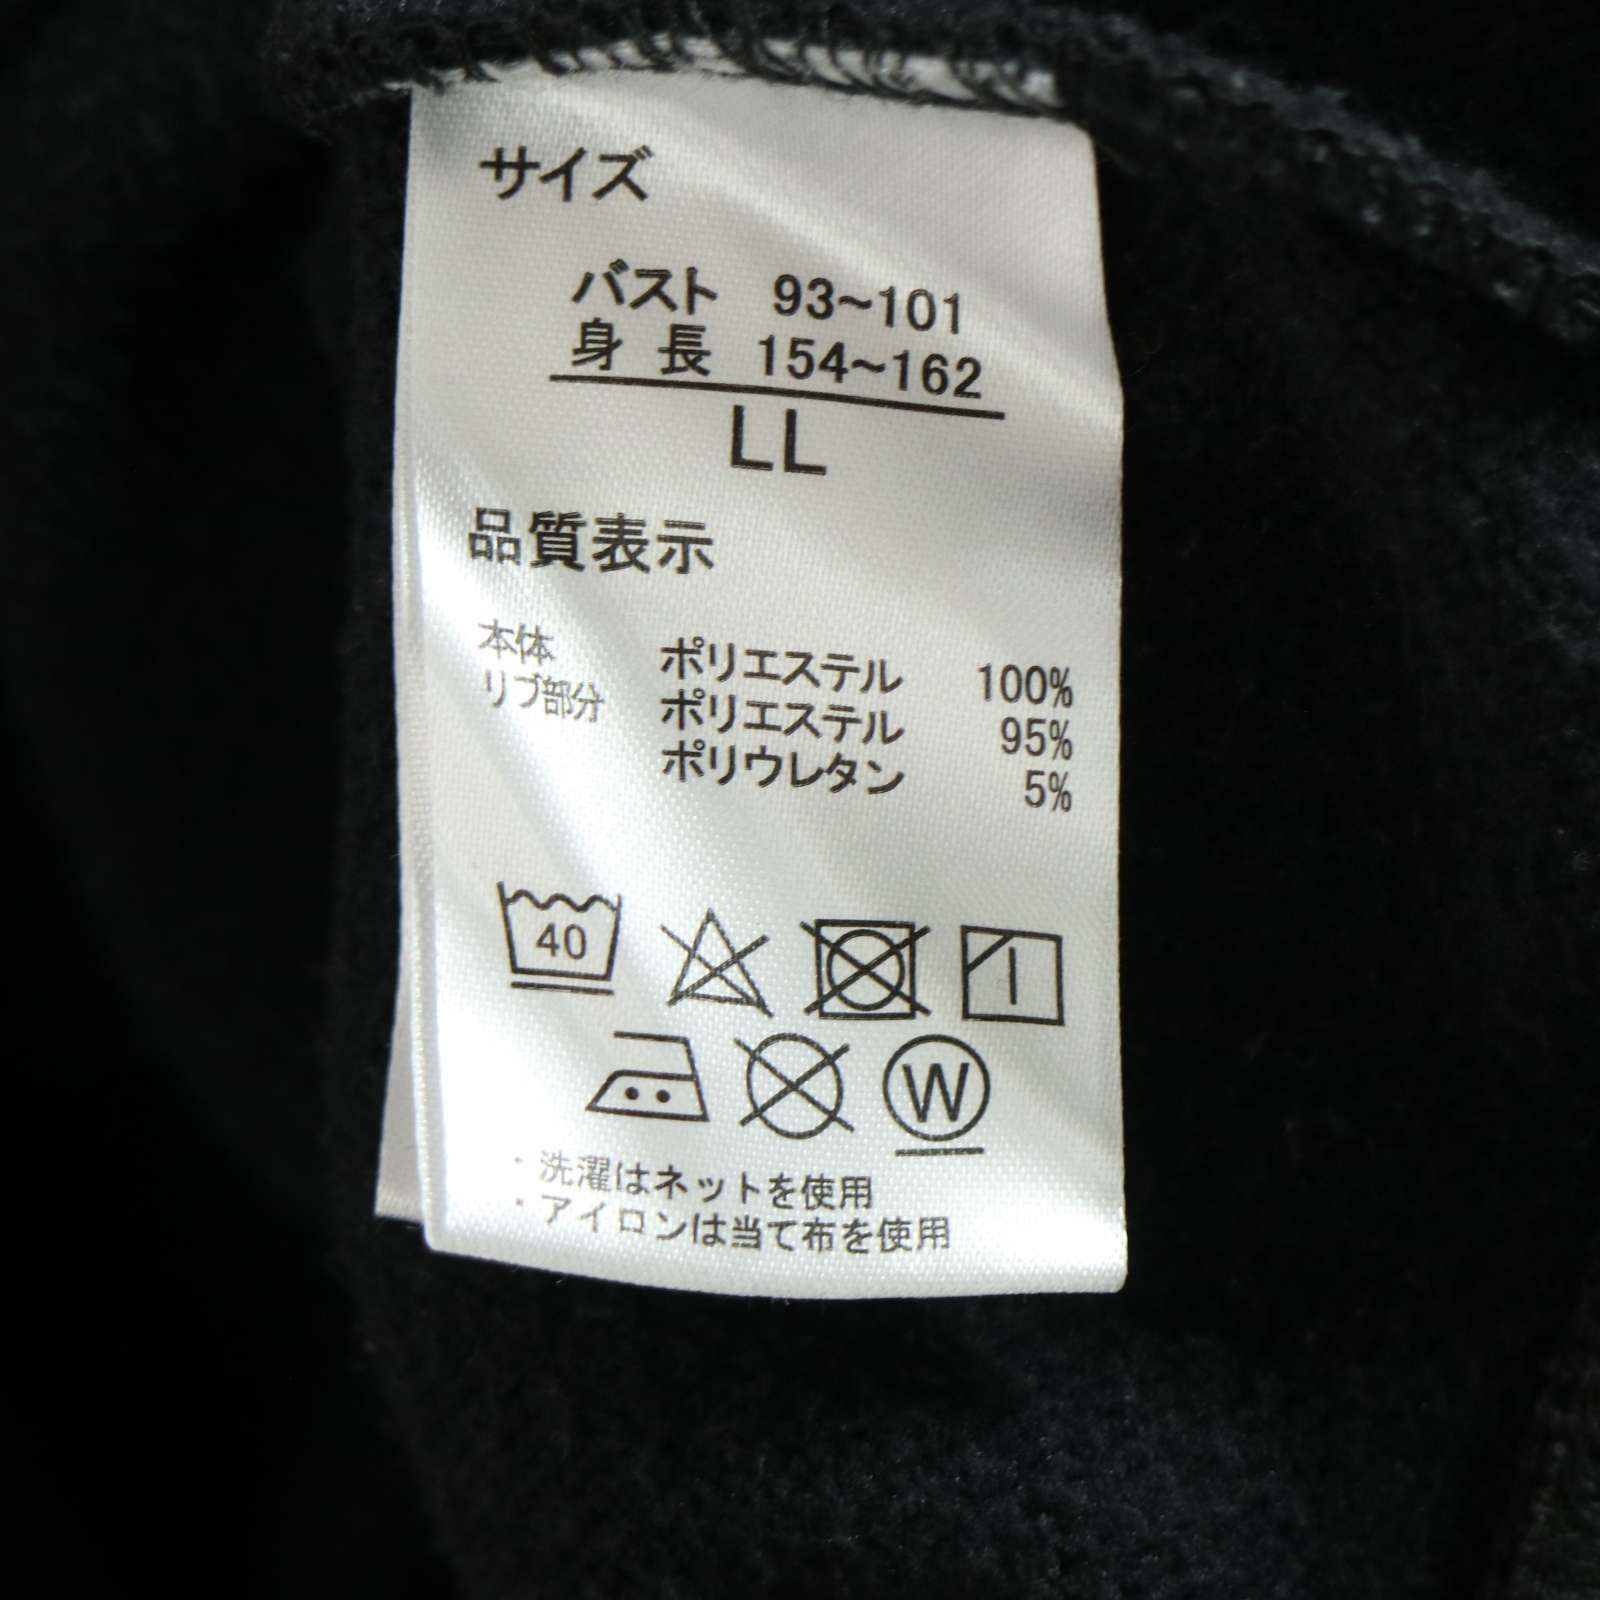 サイズ
バスト 93~101
身長 154~162
LL
品質表示
本体 ポリエステル 100%
リブ部分 ポリエステル 95%
ポリウレタン 5%
40
W
・洗濯はネットを使用
・アイロンは当て布を使用